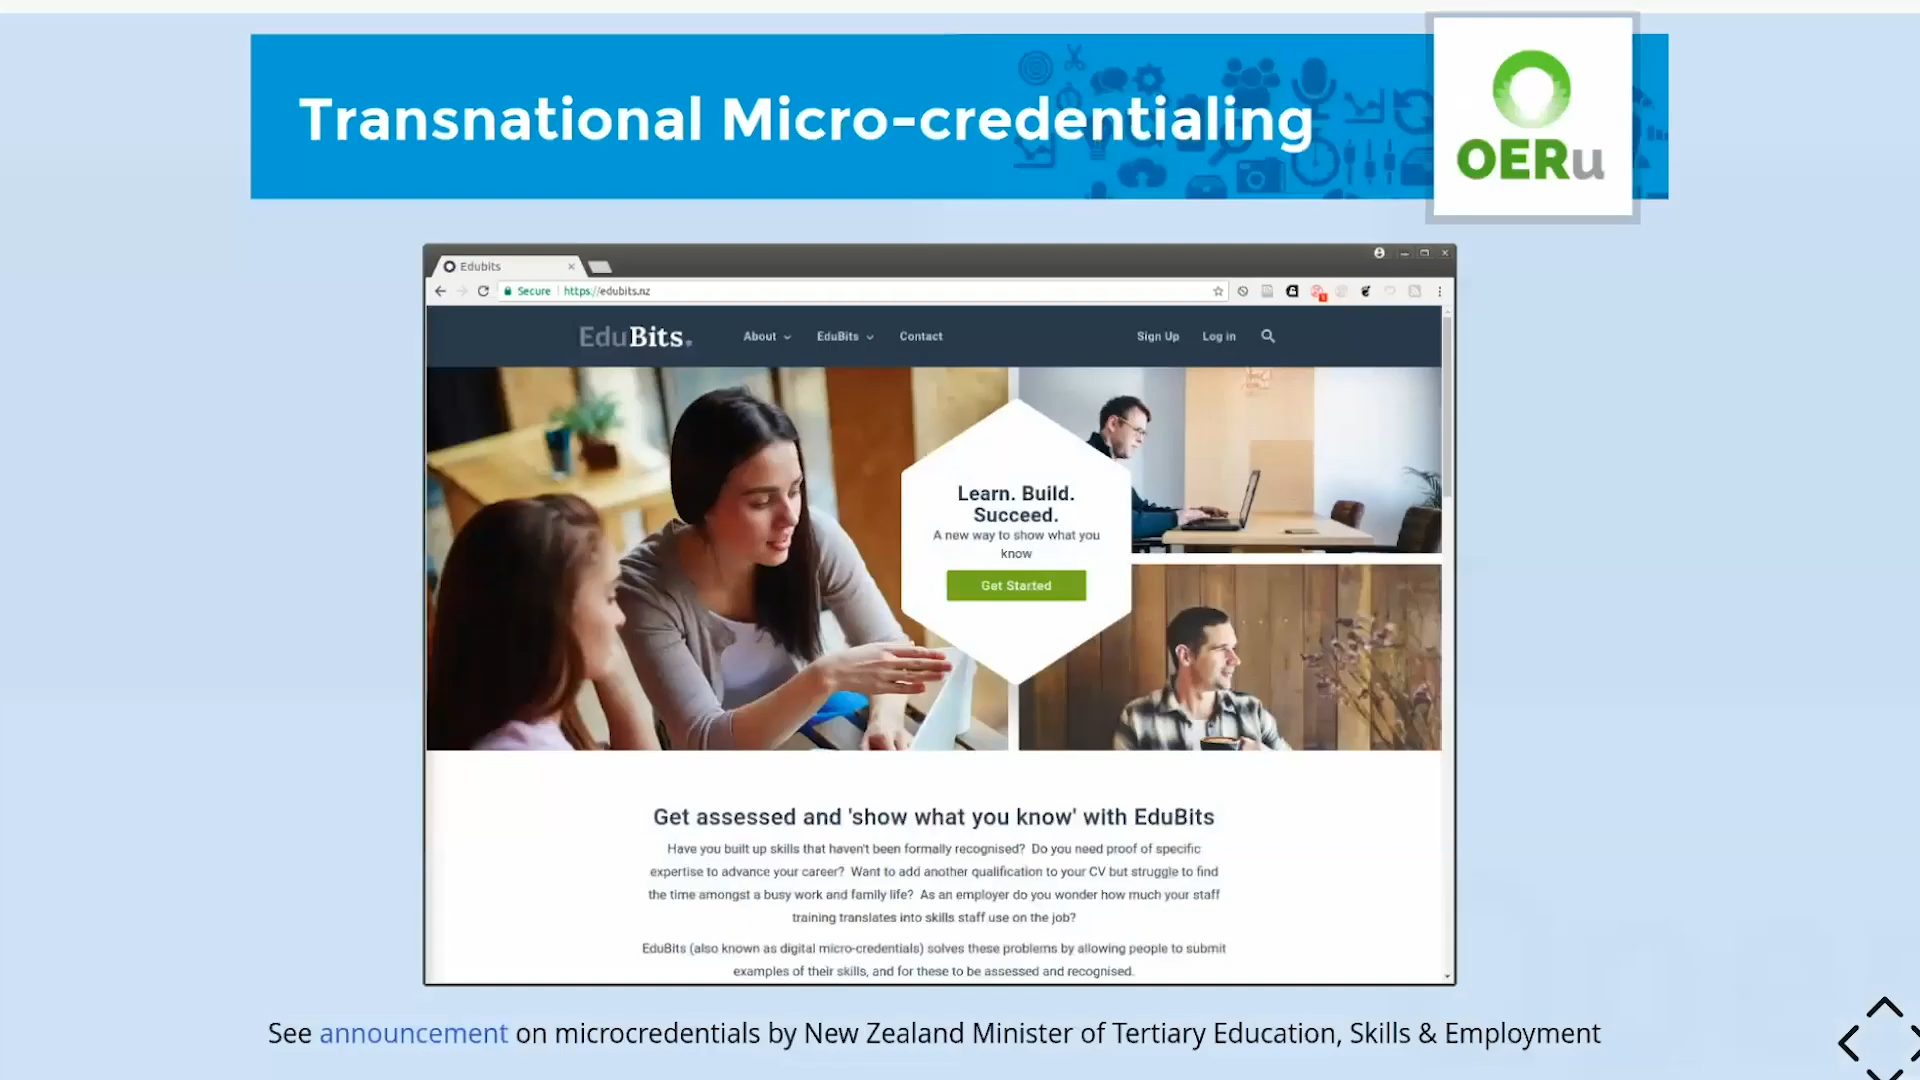 Transnational Micro-credentialing
OERu
Edubits
Secure https://edubits.nz
EduBits. About EduBits Contact Sign Up Log in
Learn. Build.
Succeed.
A new way to show what you
know
Get Started
Get assessed and 'show what you know' with EduBits
Have you built up skills that haven't been formally recognised? Do you need proof of specific
expertise to advance your career? Want to add another qualification to your CV but struggle to find
the time amongst a busy work and family life? As an employer do you wonder how much your staff
training translates into skills staff use on the job?
EduBits (also known as digital micro-credentials) solves these problems by allowing people to submit
examples of their skills, and for these to be assessed and recognised.
See announcement on microcredentials by New Zealand Minister of Tertiary Education, Skills & Employment